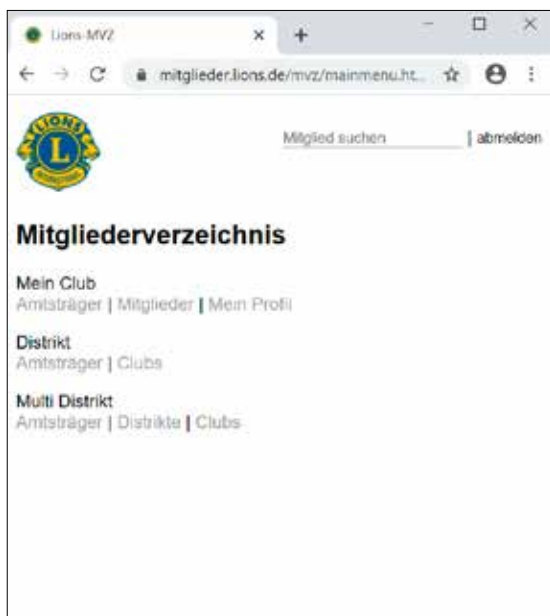 Lions-MVZ
mitglieder.lions.de/mvz/mainmenu.ht...
LIONS
L
INTERNATIONAL
Mitglied suchen | abmelden
Mitgliederverzeichnis
Mein Club
Amtsträger | Mitglieder | Mein Profil
Distrikt
Amtsträger | Clubs
Multi Distrikt
Amtsträger | Distrikte | Clubs